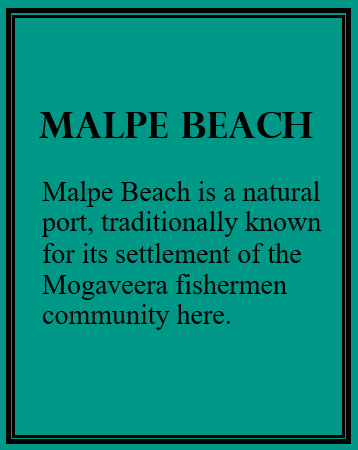 MALPE BEACH
Malpe Beach is a natural
port, traditionally known
for its settlement of the
Mogaveera fishermen
community here.